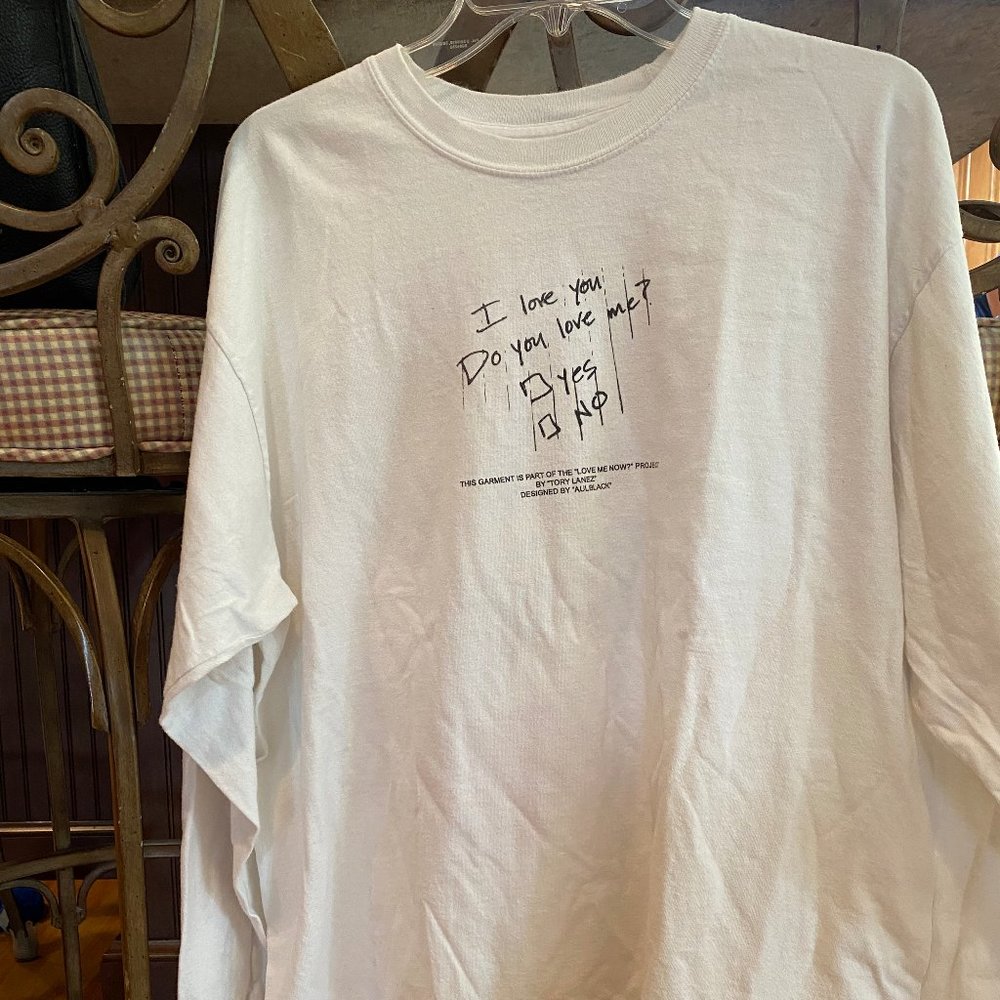 I love you
Do you love me?
yes
NO
THIS GARMENT IS PART OF THE "LOVE ME NOW?" PROJEC
BY "TORY LANEZ"
DESIGNED BY "AULBLACK"